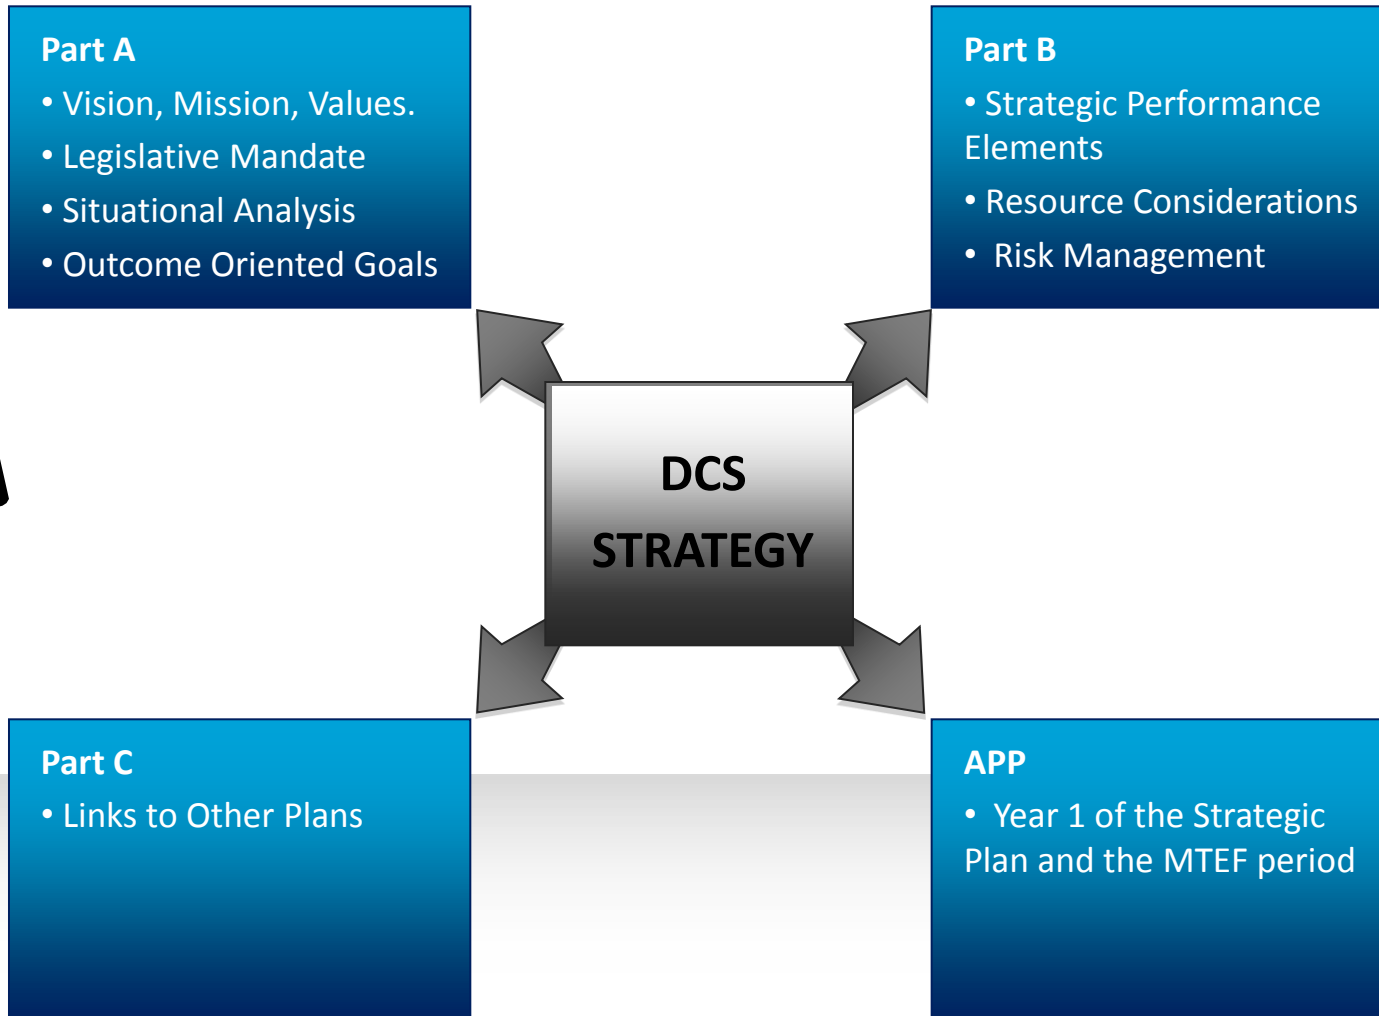 Part A
• Vision, Mission, Values.
• Legislative Mandate
• Situational Analysis
• Outcome Oriented Goals
Part B
• Strategic Performance
Elements
• Resource Considerations
• Risk Management
DCS
STRATEGY
Part C
• Links to Other Plans
APP
• Year 1 of the Strategic
Plan and the MTEF period